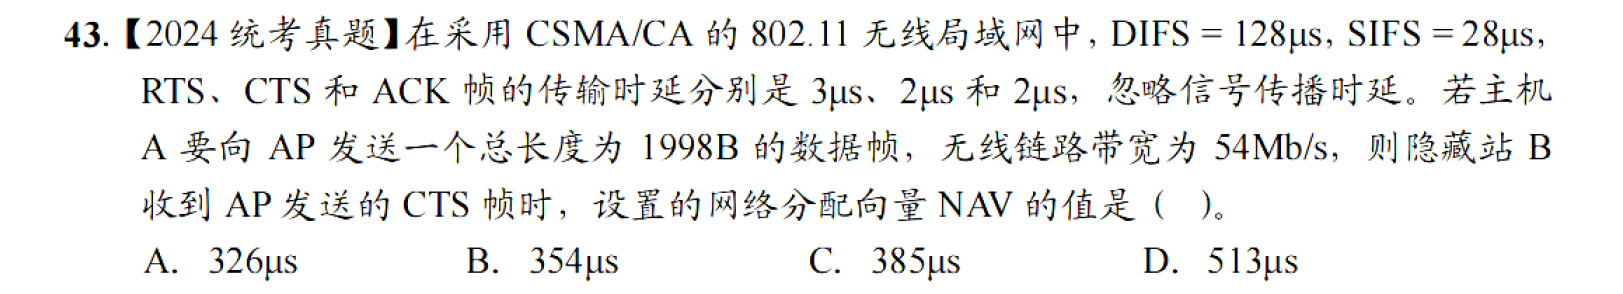 43.【2024 统考真题】在采用 CSMA/CA 的 802.11 无线局域网中, DIFS = 128μs, SIFS = 28μs,
RTS、CTS 和 ACK 帧的传输时延分别是 3μs、2μs 和 2μs，忽略信号传播时延。若主机
A 要向 AP 发送一个总长度为 1998B 的数据帧，无线链路带宽为 54Mb/s，则隐藏站 B
收到 AP 发送的 CTS 帧时，设置的网络分配向量 NAV 的值是（ ）。
A. 326μs B. 354μs C. 385μs D. 513μs